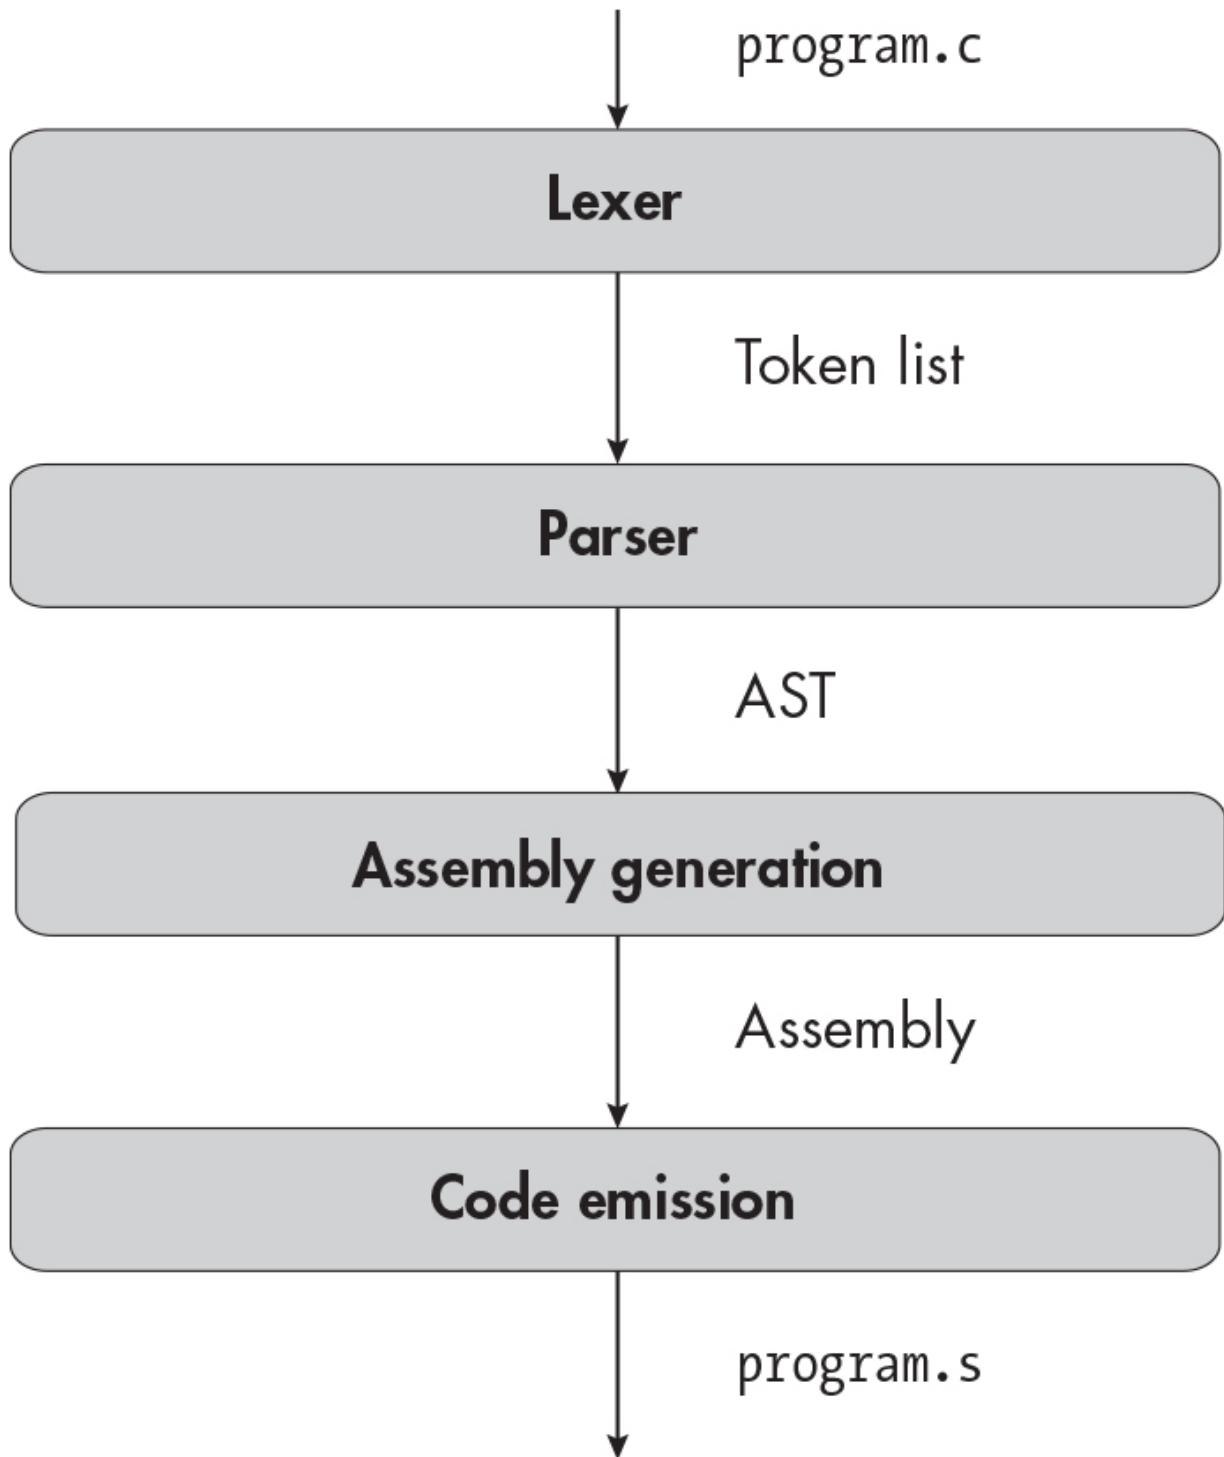 program.c
Lexer
Token list
Parser
AST
Assembly generation
Assembly
Code emission
program.s